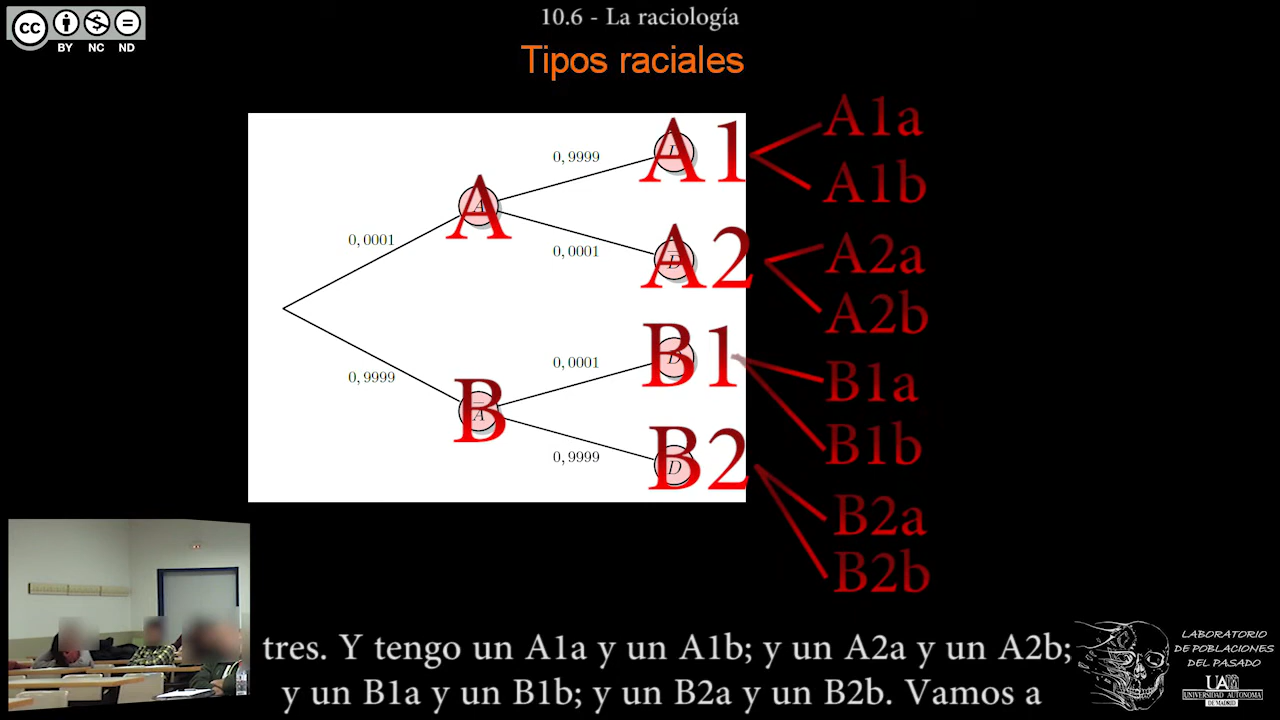 10.6 - La raciología
Tipos raciales
cc
BY NC ND
A1
A1a
A1b
0,9999
A
0,0001
0,0001
A2
A2a
A2b
B1
B1a
B1b
0,0001
0,9999
B
A
0,9999
B2
D
B2a
B2b
tres. Y tengo un A1a y un A1b; y un A2a y un A2b;
y un B1a y un B1b; y un B2a y un B2b. Vamos a
LABORATORIO
DE POBLACIONES
DEL PASADO
UAM
UNIVERSIDAD AUTONOMA
DE MADRID